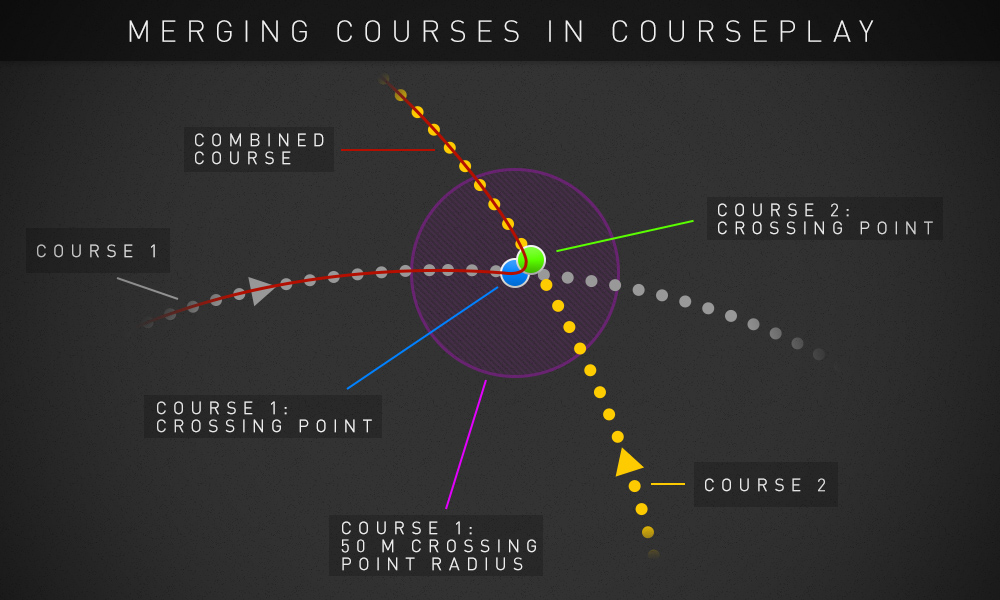 MERGING COURSES IN COURSEPLAY
COMBINED
COURSE
COURSE 2:
CROSSING POINT
COURSE 1
COURSE 1:
CROSSING POINT
COURSE 2
COURSE 1:
50 M CROSSING
POINT RADIUS